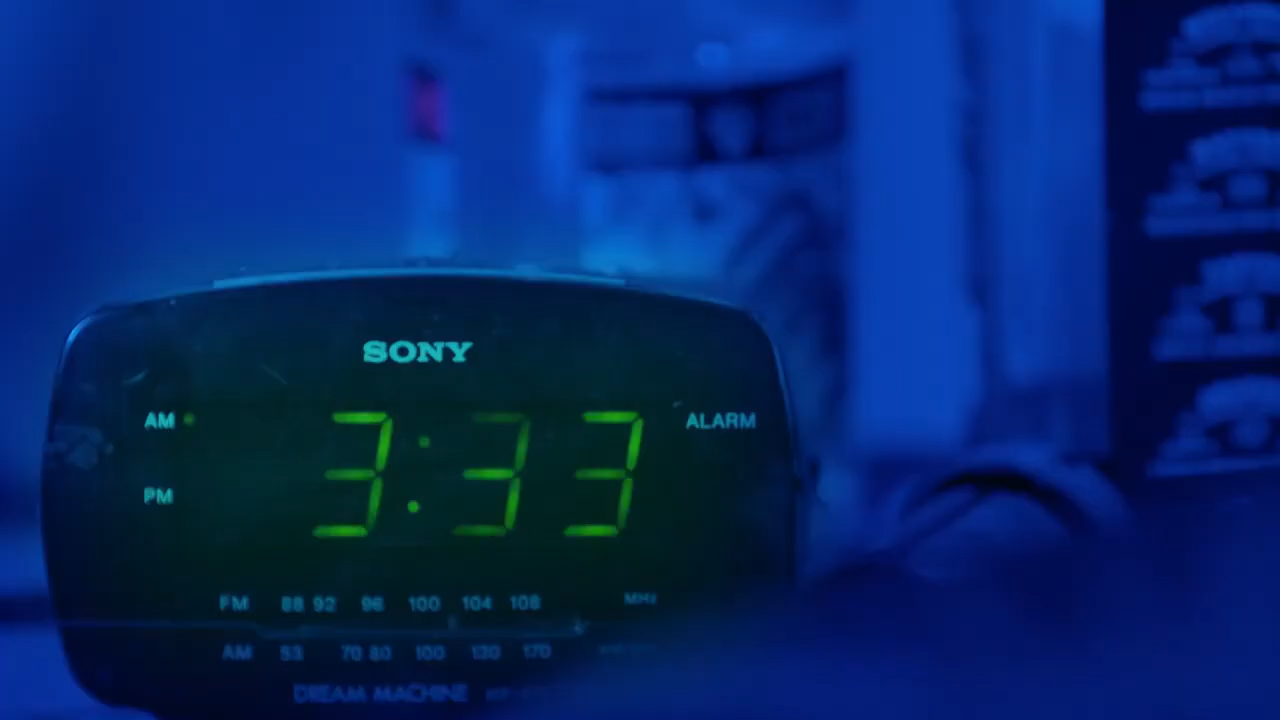 SONY
AM 3:33 ALARM
PM
FM 88 92 96 100 104 108 MHz
AM 53 70 80 100 130 170
DREAM MACHINE